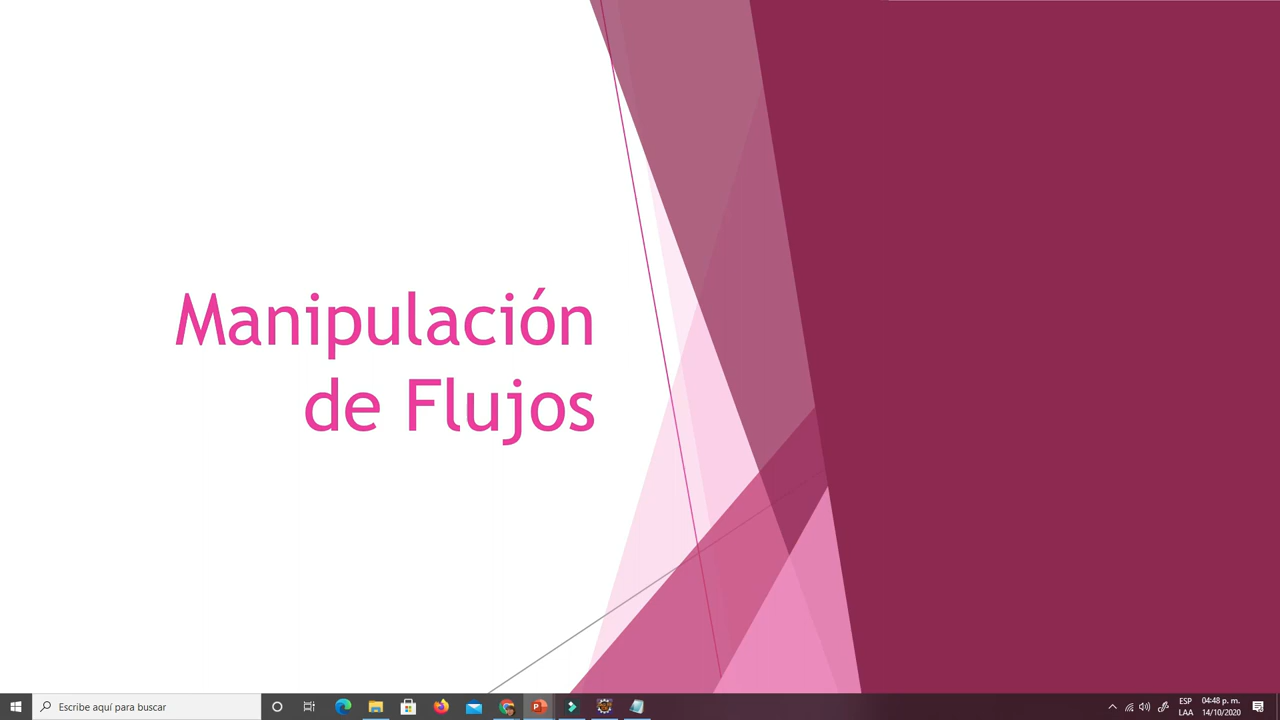 Manipulación
de Flujos
Escribe aquí para buscar
ESP
LAA
04:48 p. m.
14/10/2020